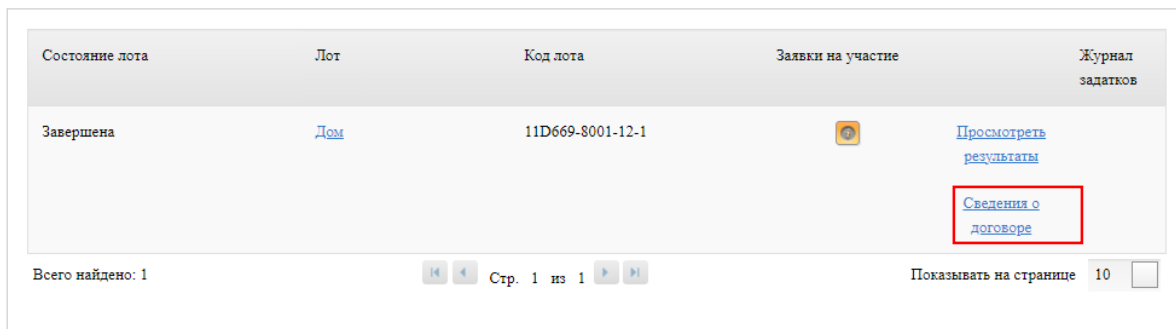 Состояние лота Лот Код лота Заявки на участие Журнал
задатков
Завершена Дом 11D669-8001-12-1 Просмотреть
результаты
Сведения о
договоре
Всего найдено: 1 Стр. 1 из 1 Показывать на странице 10